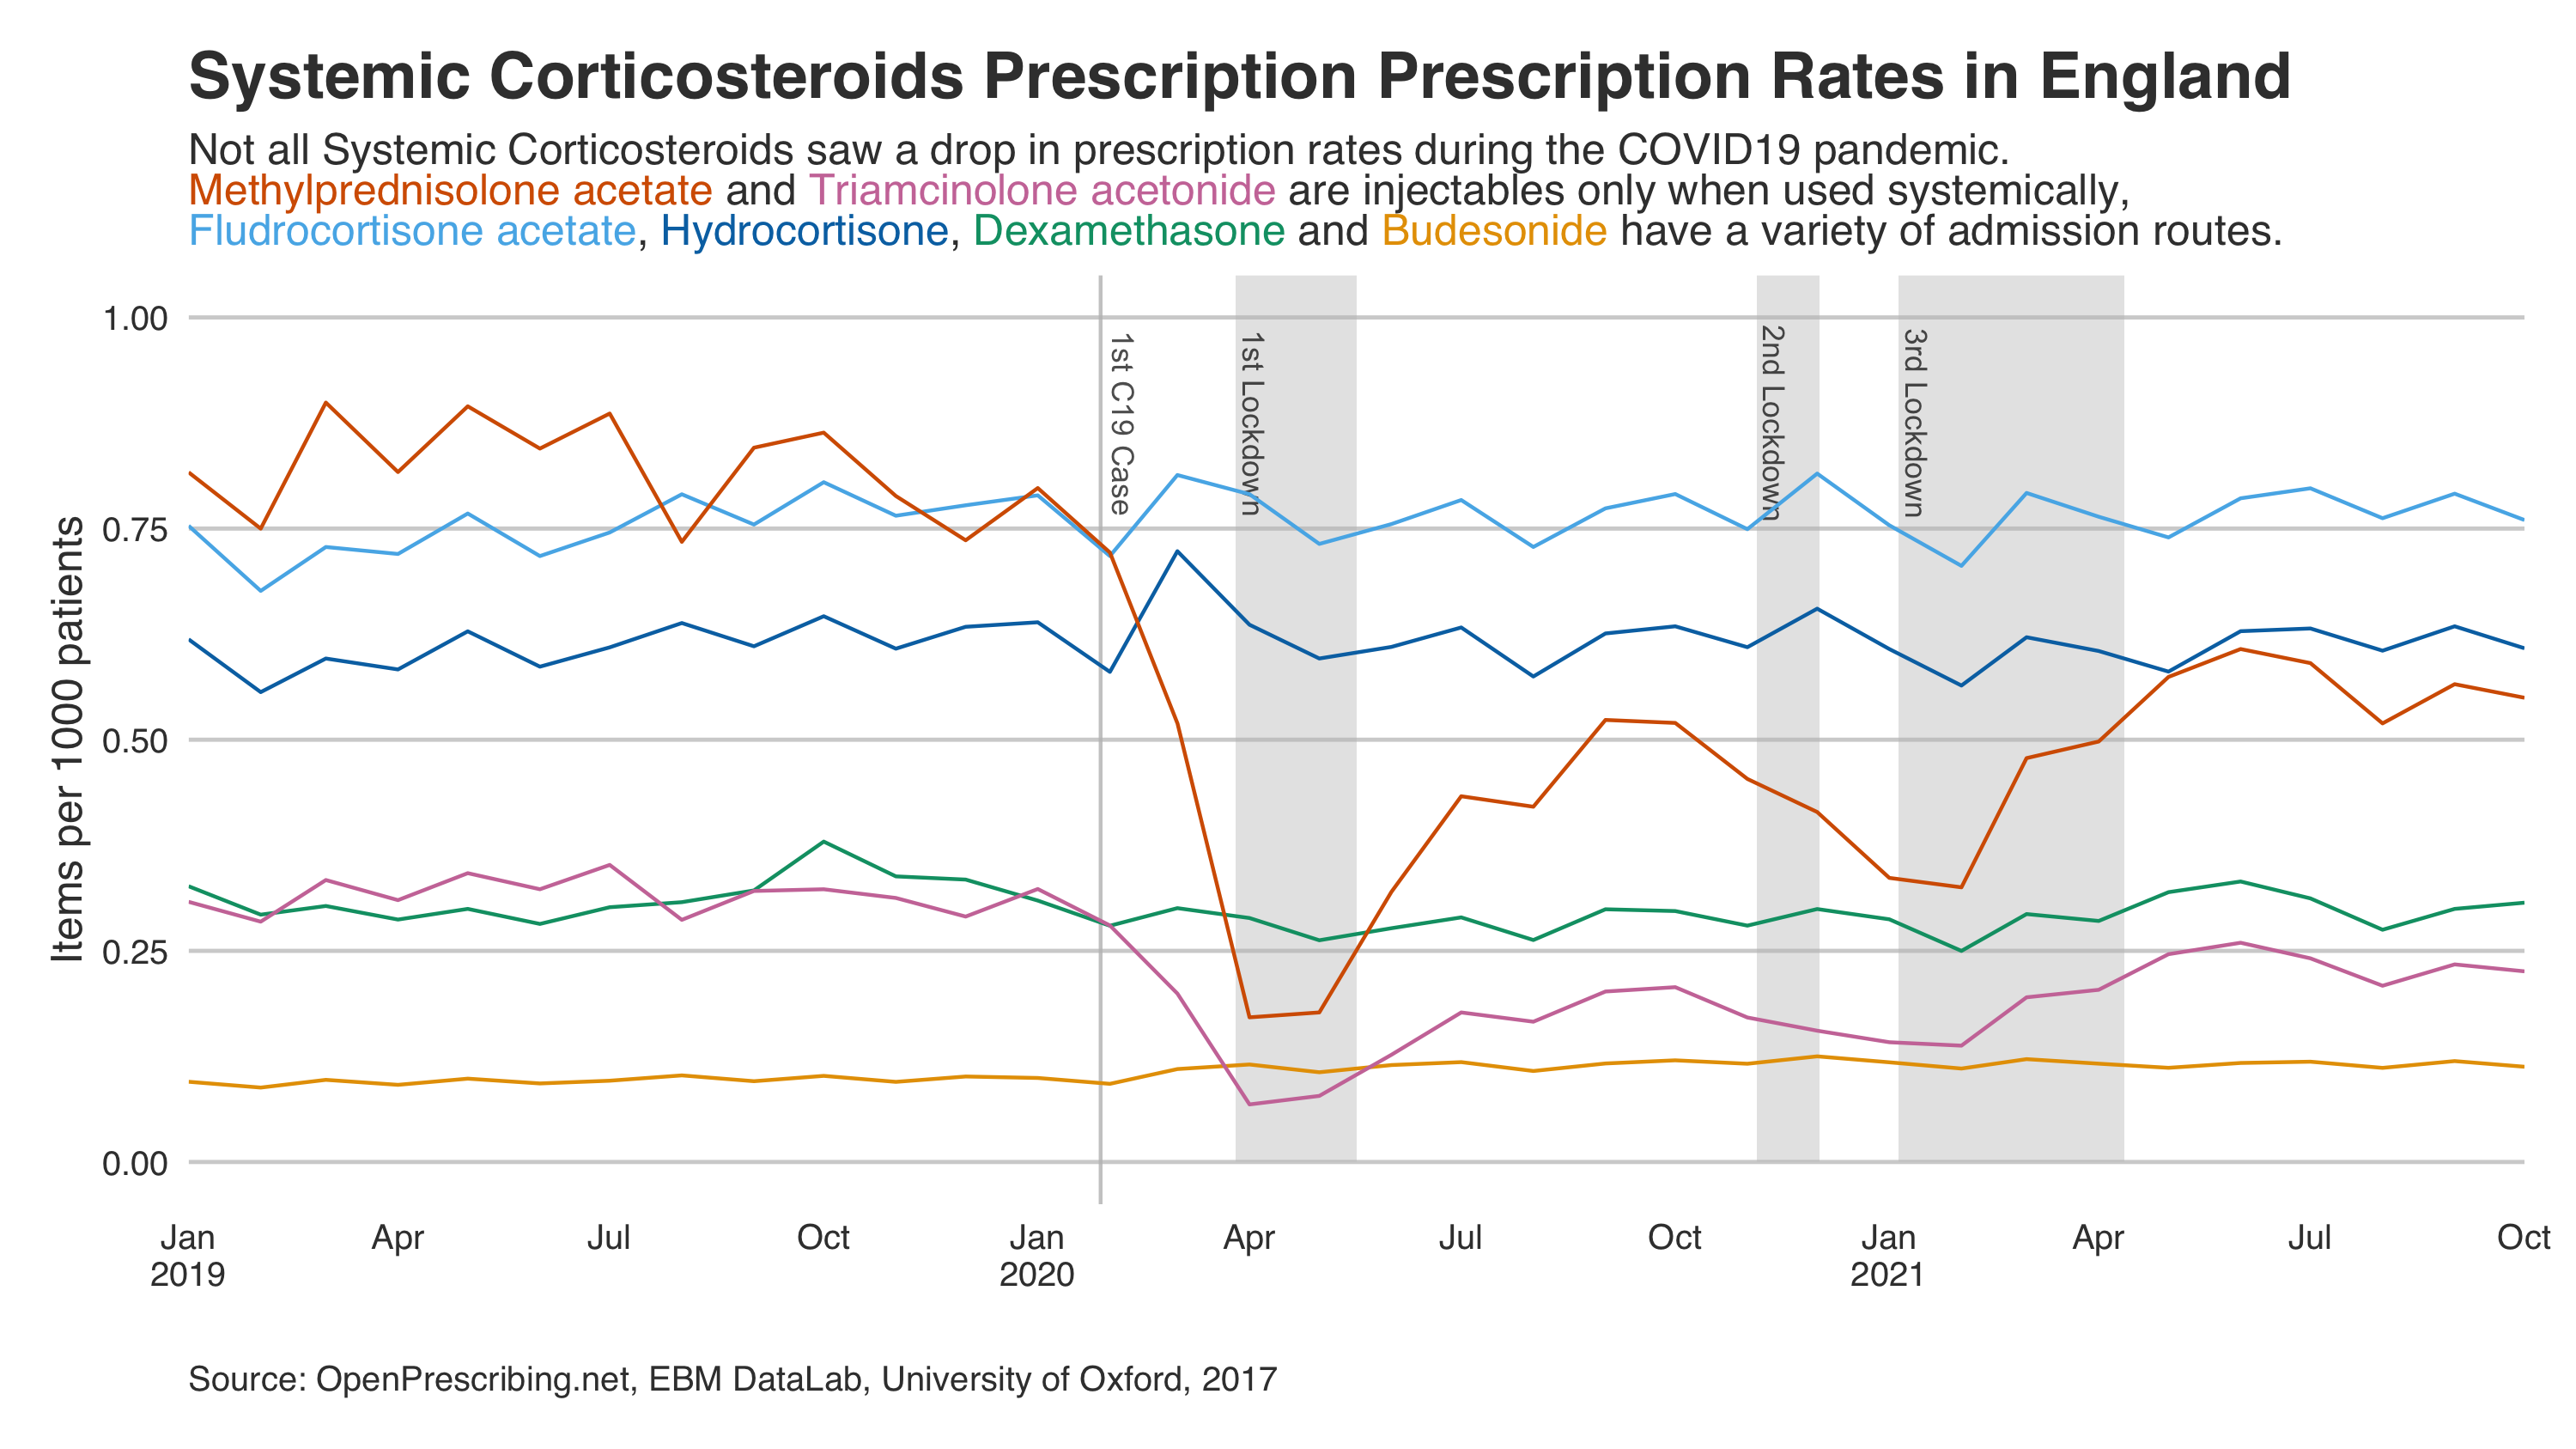 Systemic Corticosteroids Prescription Prescription Rates in England
Not all Systemic Corticosteroids saw a drop in prescription rates during the COVID19 pandemic.
Methylprednisolone acetate and Triamcinolone acetonide are injectables only when used systemically,
Fludrocortisone acetate, Hydrocortisone, Dexamethasone and Budesonide have a variety of admission routes.
Items per 1000 patients
1.00
0.75
0.50
0.25
0.00
1st C19 Case
1st Lockdown
2nd Lockdown
3rd Lockdown
Jan Apr Jul Oct Jan Apr Jul Oct Jan Apr Jul Oct
2019 2020 2021
Source: OpenPrescribing.net, EBM DataLab, University of Oxford, 2017